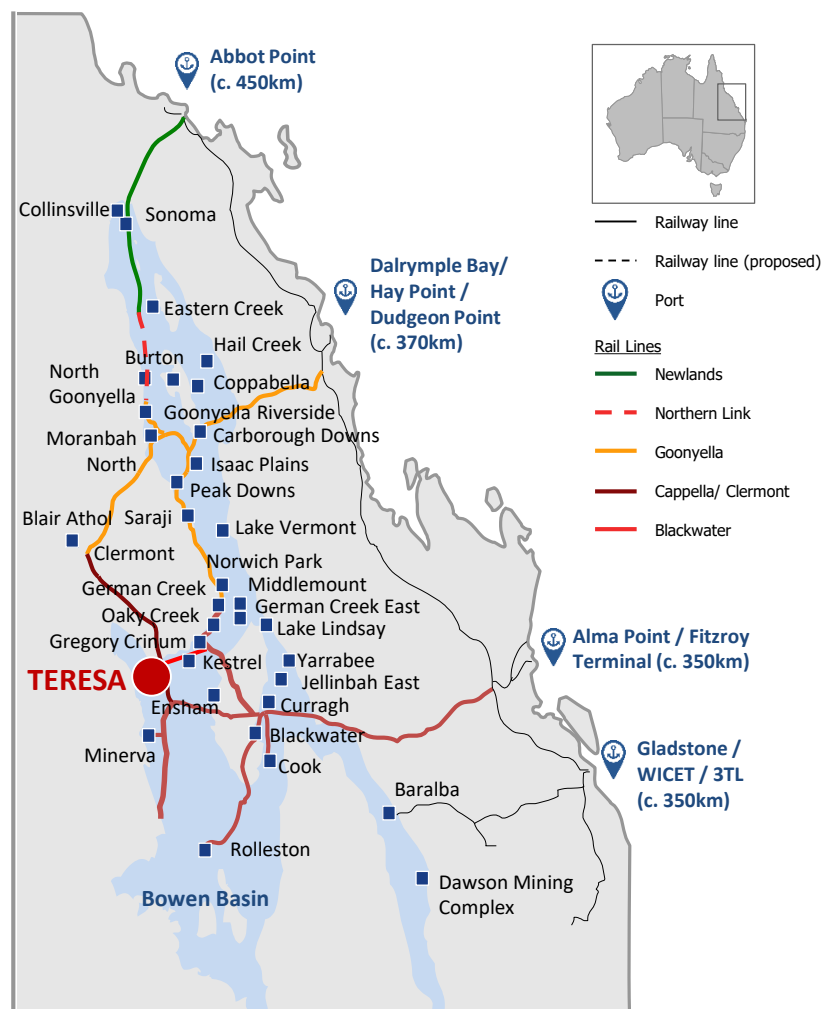 Abbot Point
(c. 450km)
Collinsville
Sonoma
Railway line
Railway line (proposed)
Port
Rail Lines
Newlands
Northern Link
Goonyella
Cappella/ Clermont
Blackwater
Dalrymple Bay/
Hay Point /
Dudgeon Point
(c. 370km)
Eastern Creek
Hail Creek
Burton
North
Goonyella
Coppabella
Goonyella Riverside
Moranbah
North
Carborough Downs
Isaac Plains
Peak Downs
Blair Athol
Saraji
Lake Vermont
Clermont
Norwich Park
German Creek
Middlemount
Oaky Creek
German Creek East
Gregory Crinum
Lake Lindsay
Kestrel
Yarrabee
TERESA
Jellinbah East
Ensham
Curragh
Alma Point / Fitzroy
Terminal (c. 350km)
Minerva
Blackwater
Cook
Gladstone /
WICET / 3TL
(c. 350km)
Baralba
Rolleston
Dawson Mining
Complex
Bowen Basin